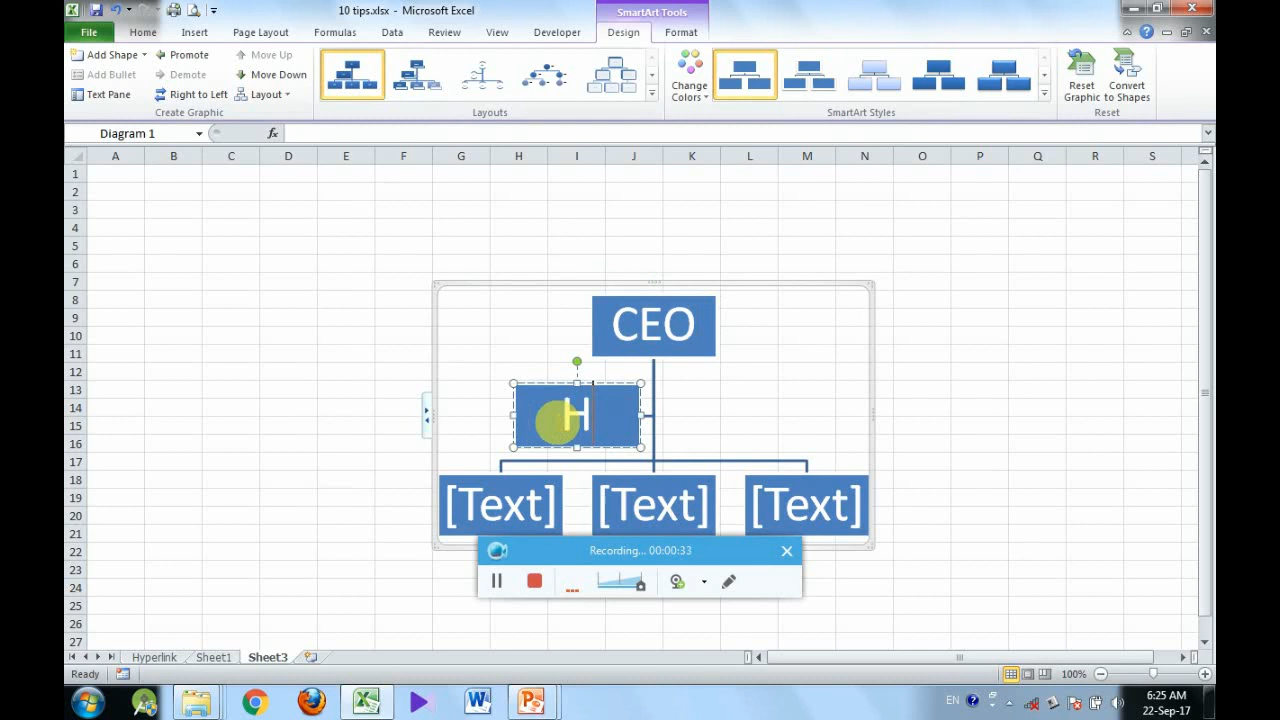 10 tips.xlsx - Microsoft Excel
SmartArt Tools
File Home Insert Page Layout Formulas Data Review View Developer Design Format
Add Shape Promote Move Up
Add Bullet Demote Move Down
Text Pane Right to Left Layout
Change Colors
Reset Graphic
Convert to Shapes
Create Graphic Layouts SmartArt Styles Reset
Diagram 1 fx
A B C D E F G H I J K L M N O P Q R S
1
2
3
4
5
6
7
8
9
10
11
12
13
14
15
16
17
18
19
20
21
22
23
24
25
26
27
CEO
H
[Text] [Text] [Text]
Recording... 00:00:33
Hyperlink Sheet1 Sheet3
Ready 100%
EN 6:25 AM
22-Sep-17